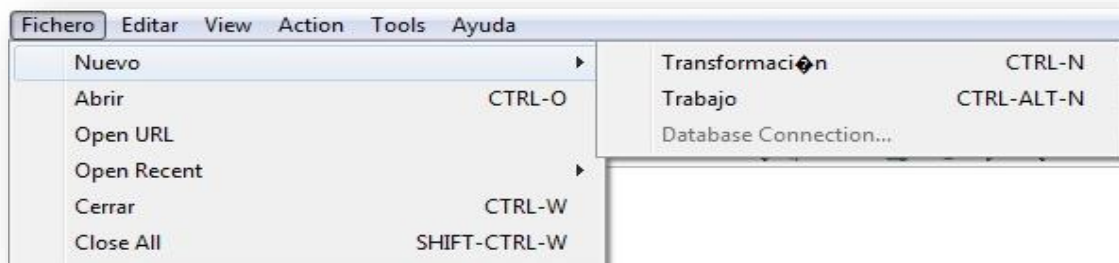 Fichero Editar View Action Tools Ayuda
Nuevo
Transformaci�n CTRL-N
Abrir CTRL-O
Trabajo CTRL-ALT-N
Open URL
Database Connection...
Open Recent
Cerrar CTRL-W
Close All SHIFT-CTRL-W